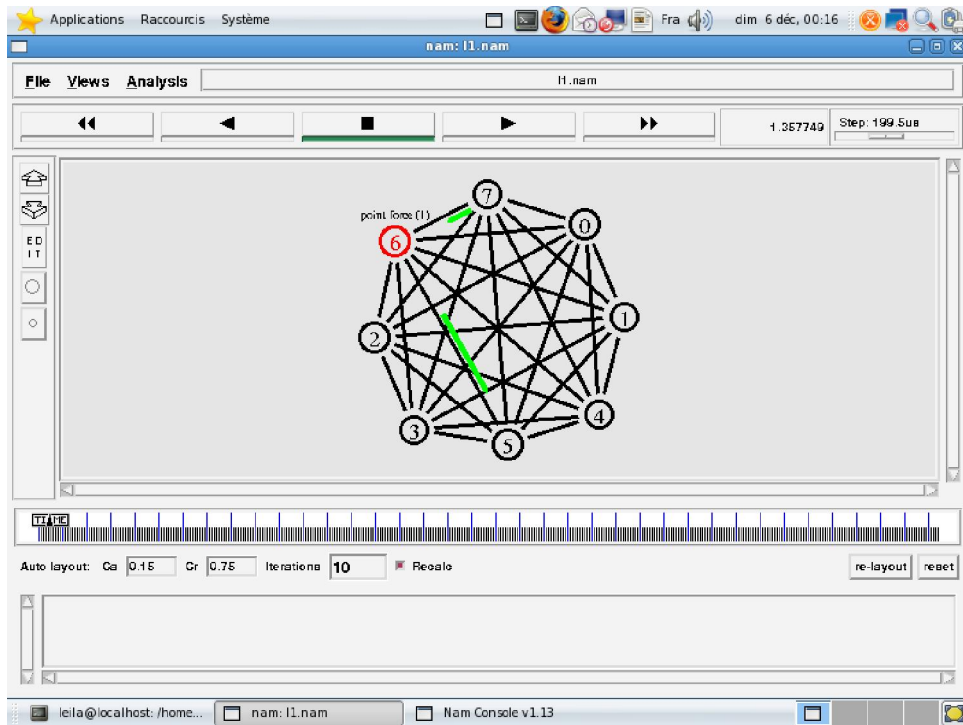 Applications Raccourcis Système Fra dim 6 déc, 00:16
nam: l1.nam
File Views Analysis l1.nam
1.357749 Step: 199.5us
E D
I T
point force (1)
7
0
6
1
2
4
3
5
TIME
Auto layout: Ca 0.15 Cr 0.75 Iterations 10 Recalc re-layout reset
leila@localhost: /home... nam: l1.nam Nam Console v1.13